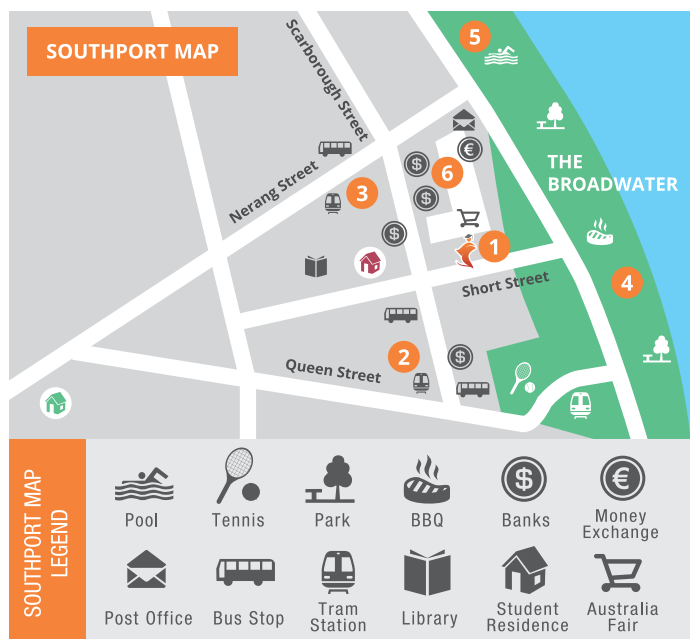 SOUTHPORT MAP
5
Scarborough Street
THE
BROADWATER
€
$
6
$
3
Nerang Street
$
1
4
Short Street
2
$
Queen Street
SOUTHPORT MAP
LEGEND
$
€
Pool
Tennis
Park
BBQ
Banks
Money
Exchange
Post Office
Bus Stop
Tram
Station
Library
Student
Residence
Australia
Fair